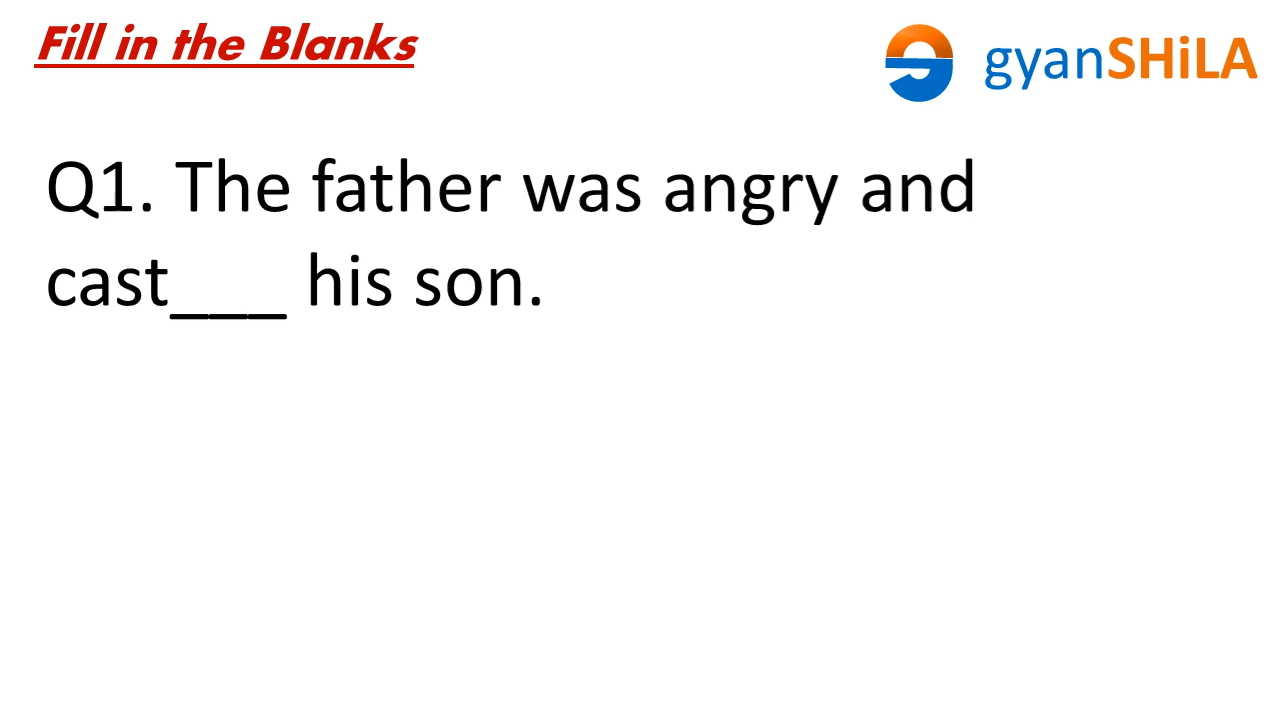 Fill in the Blanks
gyanSHiLA
Q1. The father was angry and
cast___ his son.